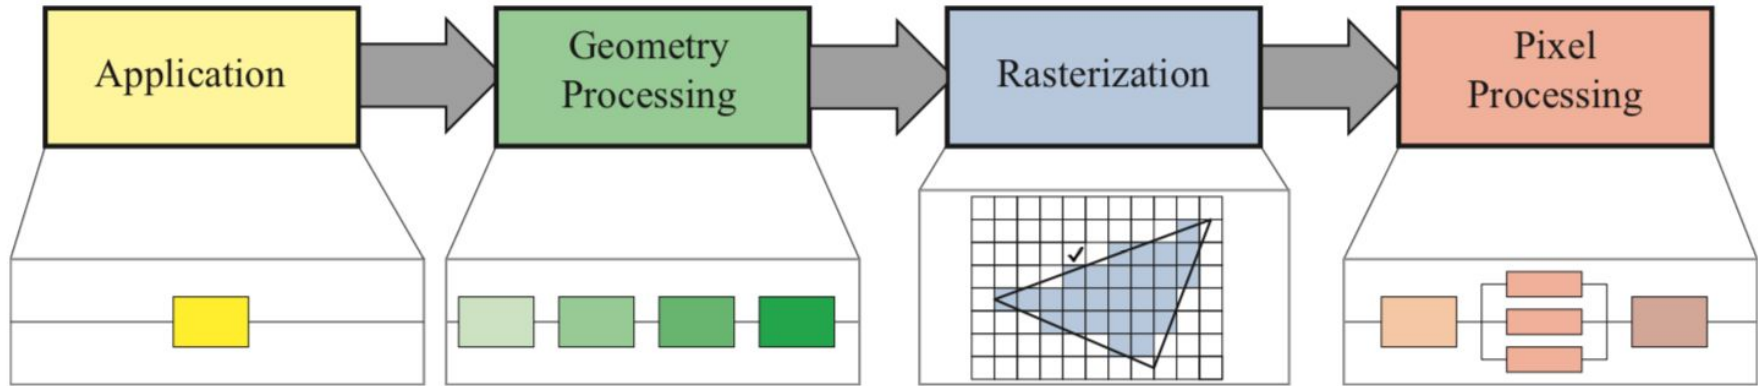 Application
Geometry
Processing
Rasterization
Pixel
Processing
✓